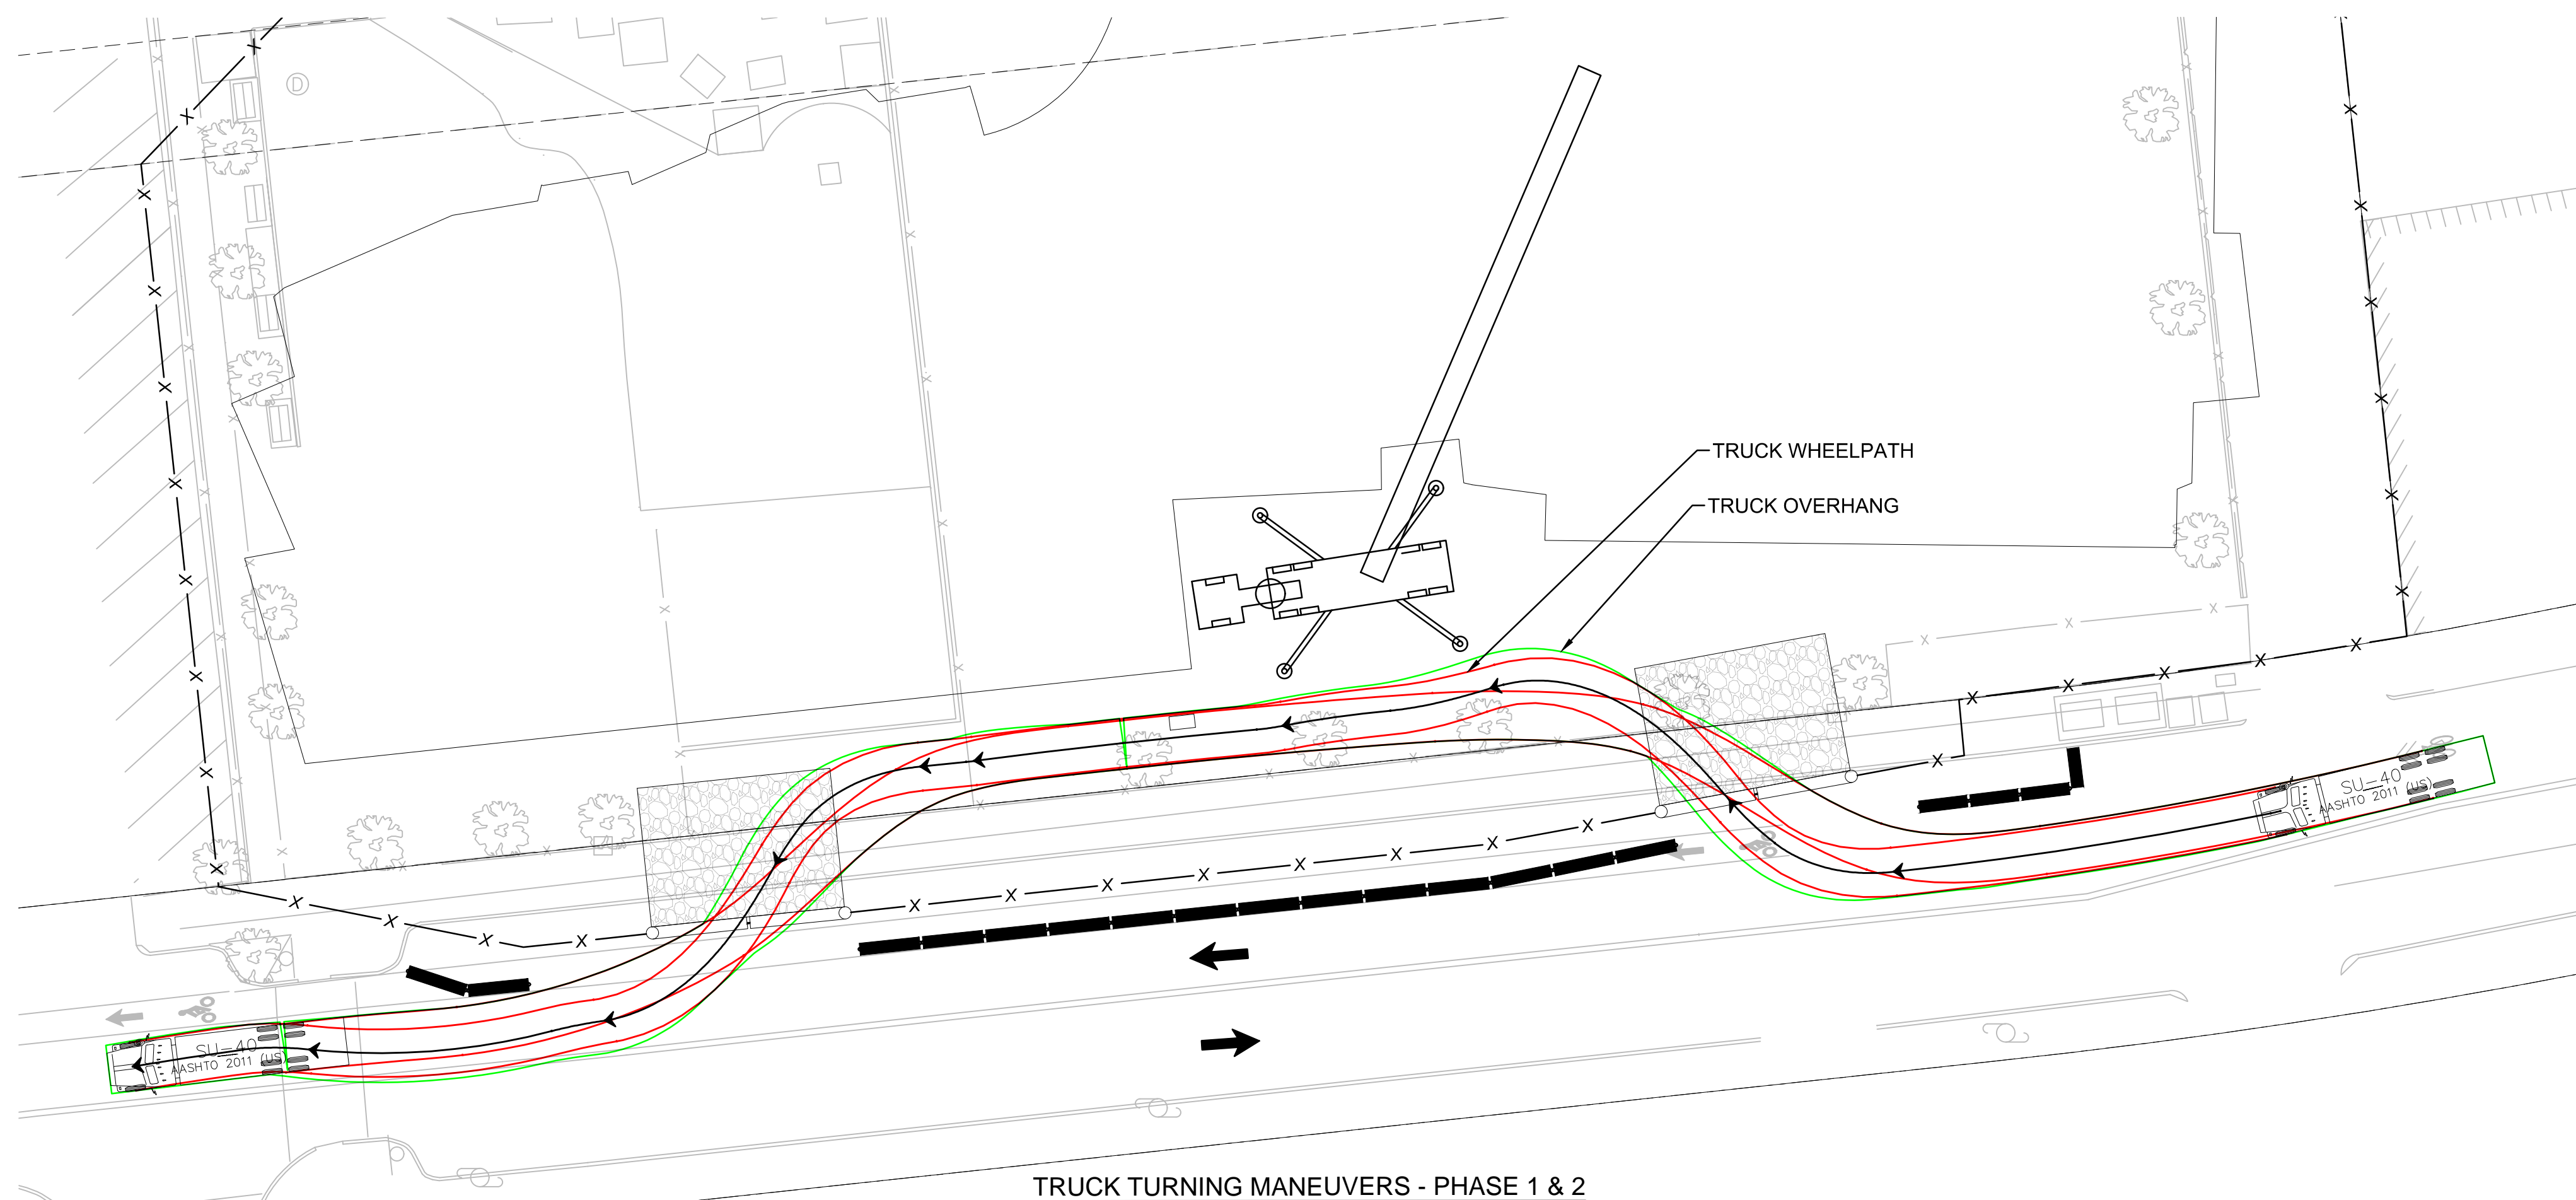 D
TRUCK WHEELPATH
TRUCK OVERHANG
SU-40
AASHTO 2011 (US)
SU-40
AASHTO 2011 (US)
TRUCK TURNING MANEUVERS - PHASE 1 & 2